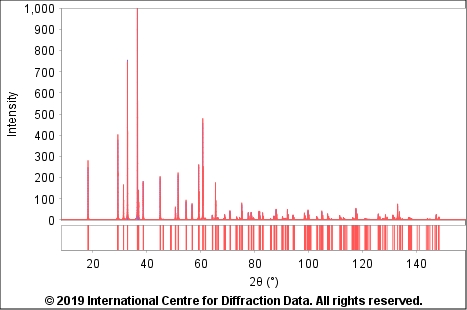 1,000
900
800
700
600
500
400
300
200
100
0
Intensity
20 40 60 80 100 120 140
2θ (°)
© 2019 International Centre for Diffraction Data. All rights reserved.